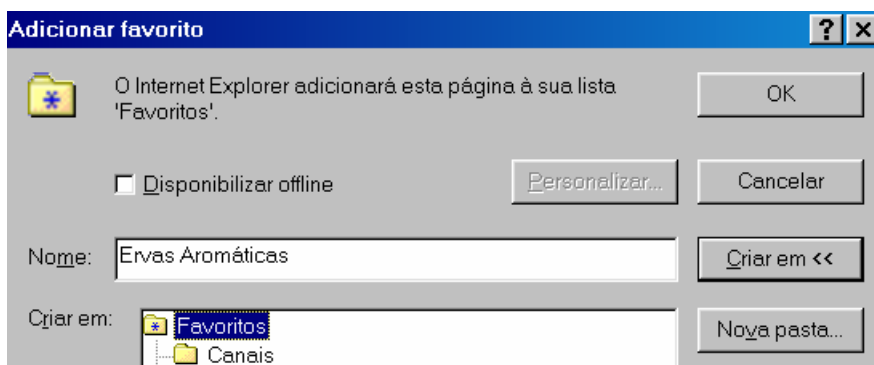 Adicionar favorito
O Internet Explorer adicionará esta página à sua lista
'Favoritos'.
OK
Disponibilizar offline
Personalizar...
Cancelar
Nome:
Ervas Aromáticas
Criar em <<
Criar em:
Favoritos
Nova pasta...
Canais